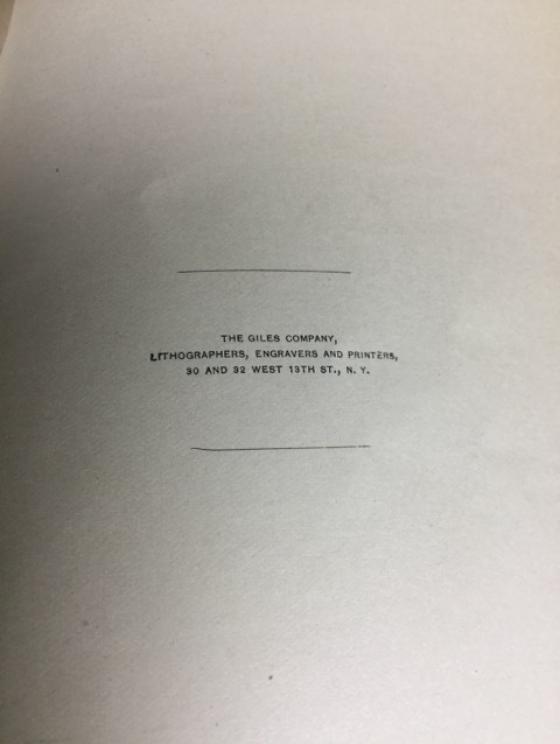 THE GILES COMPANY,
LITHOGRAPHERS, ENGRAVERS AND PRINTERS,
30 AND 32 WEST 13TH ST., N. Y.